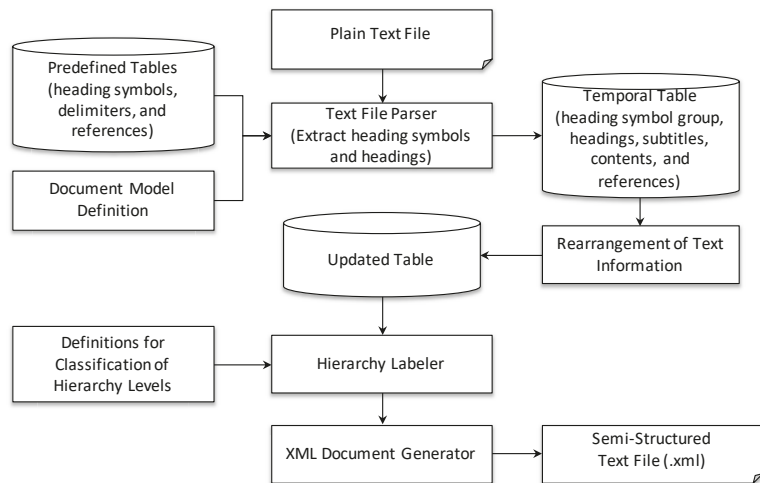 Plain Text File
Predefined Tables
(heading symbols,
delimiters, and
references)
Text File Parser
(Extract heading symbols
and headings)
Temporal Table
(heading symbol group,
headings, subtitles,
contents, and
references)
Document Model
Definition
Updated Table
Rearrangement of Text
Information
Definitions for
Classification of
Hierarchy Levels
Hierarchy Labeler
XML Document Generator
Semi-Structured
Text File (.xml)